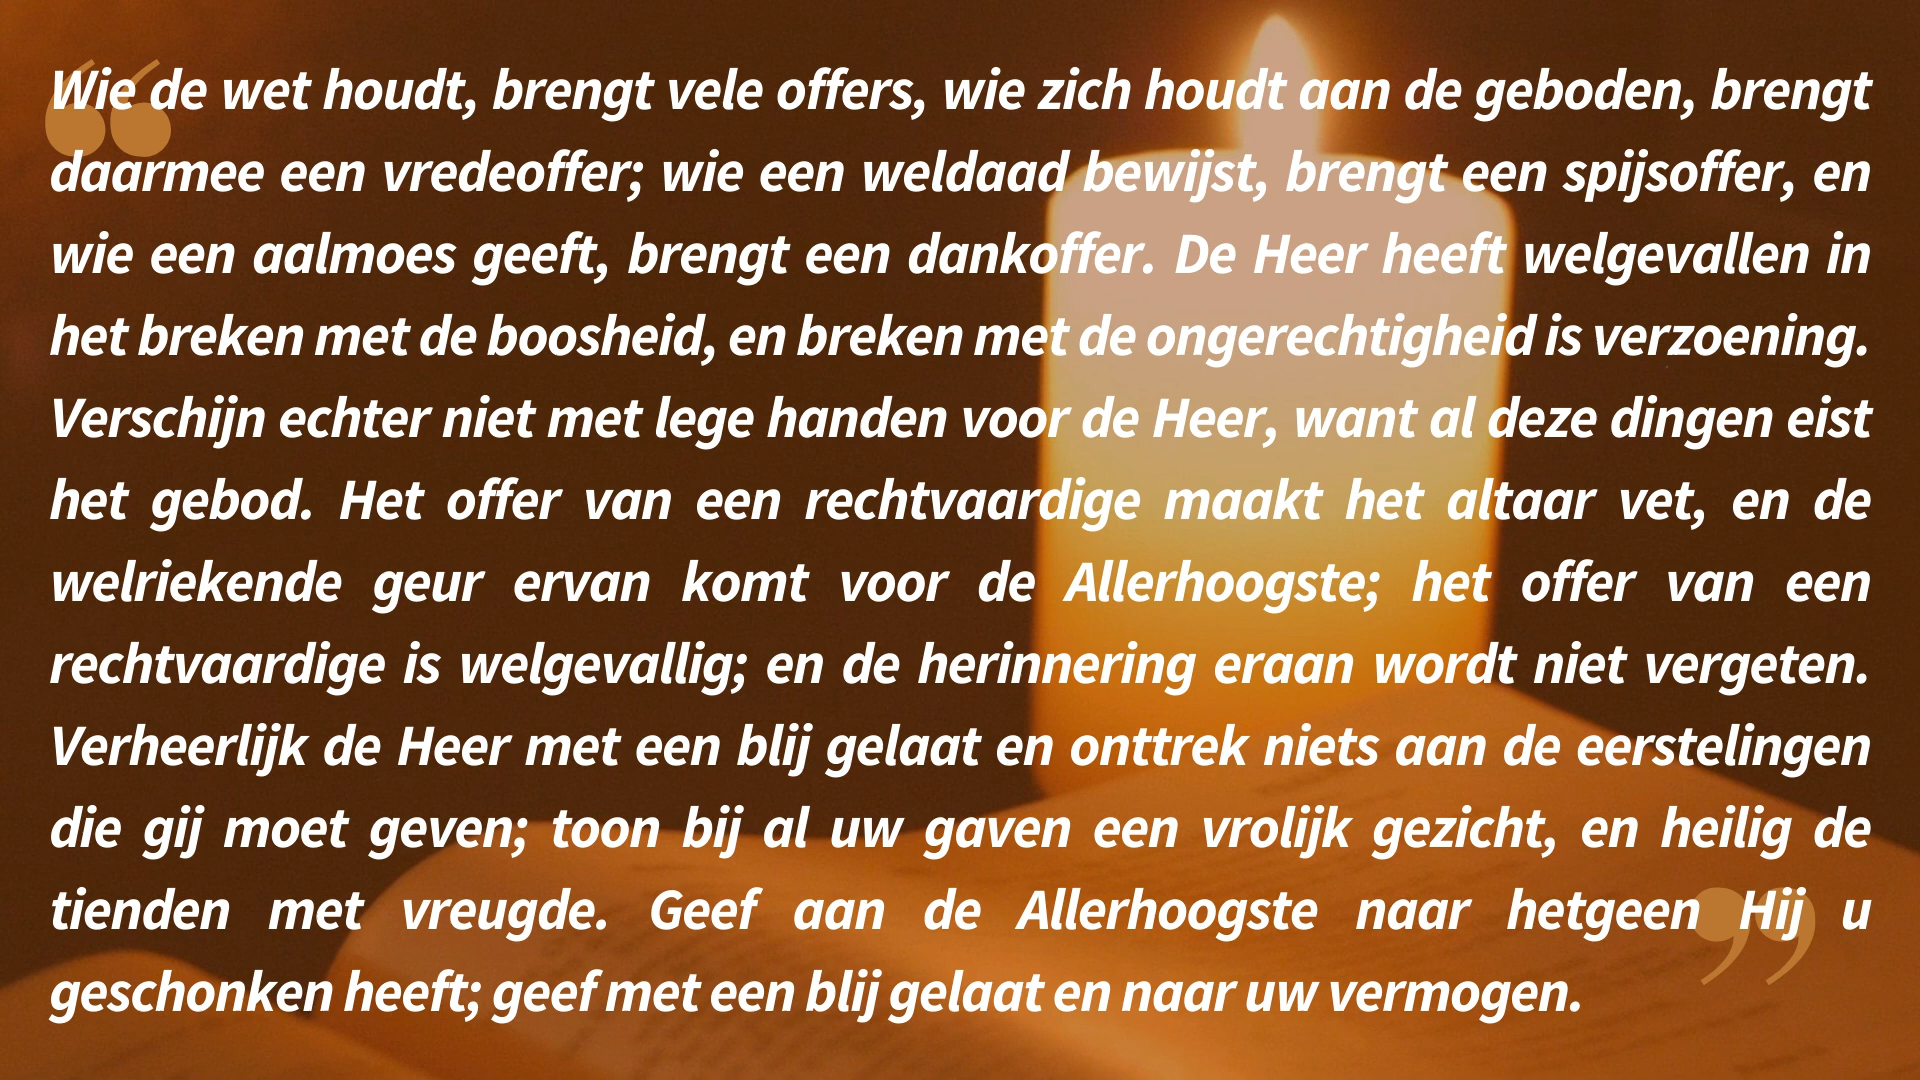 Wie de wet houdt, brengt vele offers, wie zich houdt aan de geboden, brengt
daarmee een vredeoffer; wie een weldaad bewijst, brengt een spijsoffer, en
wie een aalmoes geeft, brengt een dankoffer. De Heer heeft welgevallen in
het breken met de boosheid, en breken met de ongerechtigheid is verzoening.
Verschijn echter niet met lege handen voor de Heer, want al deze dingen eist
het gebod. Het offer van een rechtvaardige maakt het altaar vet, en de
welriekende geur ervan komt voor de Allerhoogste; het offer van een
rechtvaardige is welgevallig; en de herinnering eraan wordt niet vergeten.
Verheerlijk de Heer met een blij gelaat en onttrek niets aan de eerstelingen
die gij moet geven; toon bij al uw gaven een vrolijk gezicht, en heilig de
tienden met vreugde. Geef aan de Allerhoogste naar hetgeen Hij u
geschonken heeft; geef met een blij gelaat en naar uw vermogen.